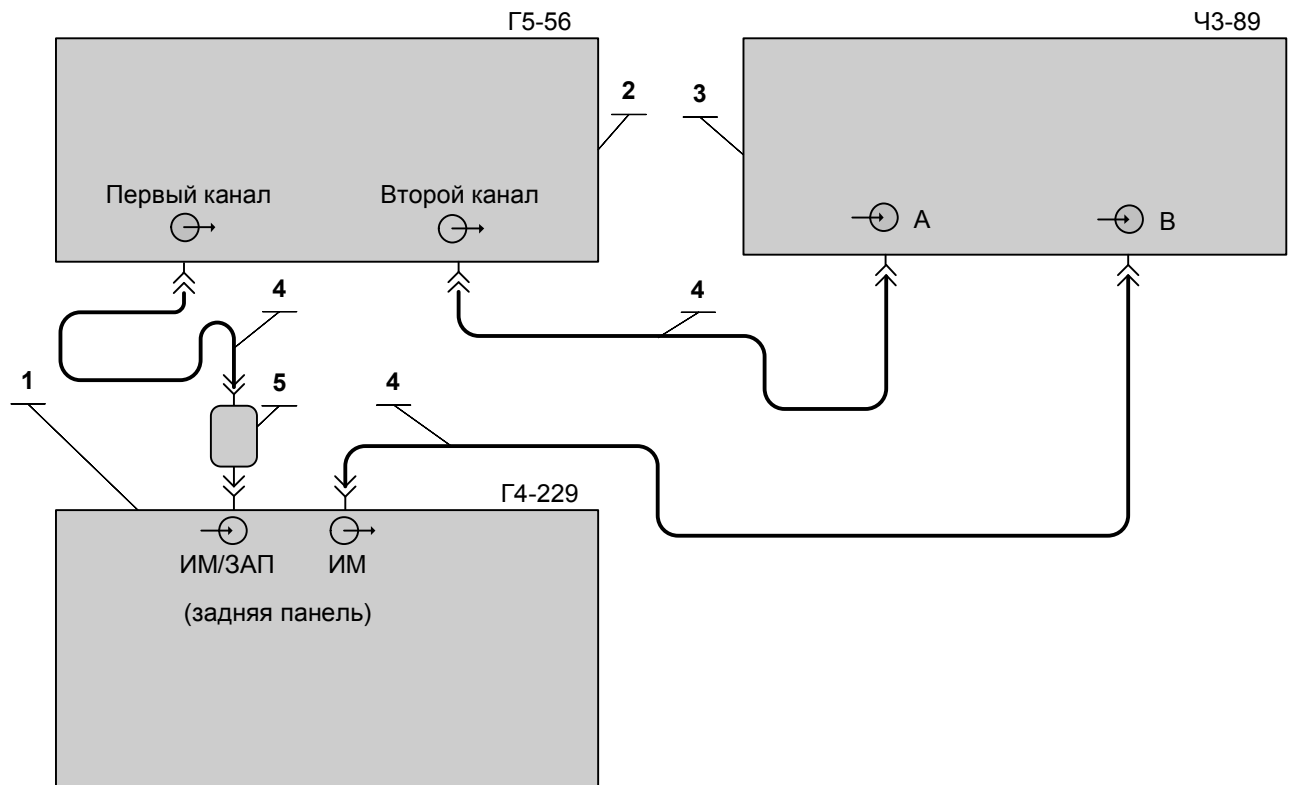 Г5-56
Ч3-89
2
3
Первый канал
Второй канал
А
В
4
4
1
5
4
Г4-229
ИМ/ЗАП
ИМ
(задняя панель)